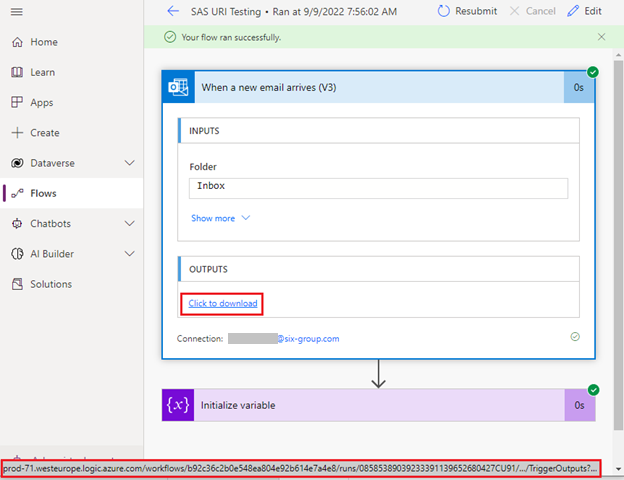 SAS URI Testing • Ran at 9/9/2022 7:56:02 AM
Resubmit
Cancel
Edit
Home
Learn
Apps
Create
Dataverse
Flows
Chatbots
AI Builder
Solutions
Your flow ran successfully.
When a new email arrives (V3)
0s
INPUTS
Folder
Inbox
Show more
OUTPUTS
Click to download
Connection: @six-group.com
{x}
Initialize variable
0s
prod-71.westeurope.logic.azure.com/workflows/b92c36c2b0e548ea804e92b614e7a4e8/runs/08585389039233391139652680427CU91/.../TriggerOutputs?...